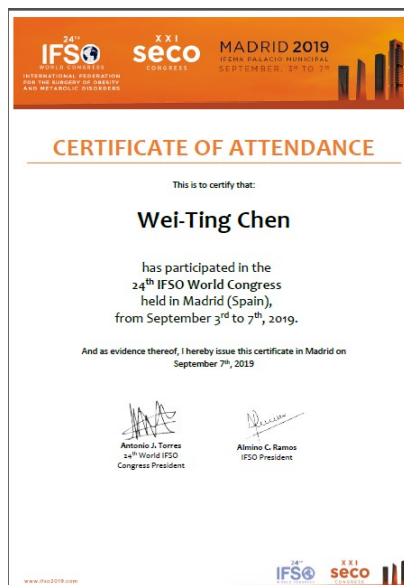 24TH
IFSO
WORLD CONGRESS
INTERNATIONAL FEDERATION
FOR THE SURGERY OF OBESITY
AND METABOLIC DISORDERS
XXI
seco
CONGRESS
MADRID 2019
IFEMA PALACIO MUNICIPAL
SEPTEMBER, 3RD TO 7TH
CERTIFICATE OF ATTENDANCE
This is to certify that:
Wei-Ting Chen
has participated in the
24th IFSO World Congress
held in Madrid (Spain),
from September 3rd to 7th, 2019.
And as evidence thereof, I hereby issue this certificate in Madrid on
September 7th, 2019
Antonio J. Torres
24th World IFSO
Congress President
Almino C. Ramos
IFSO President
www.ifso2019.com
24TH
IFSO
WORLD CONGRESS
XXI
seco
CONGRESS